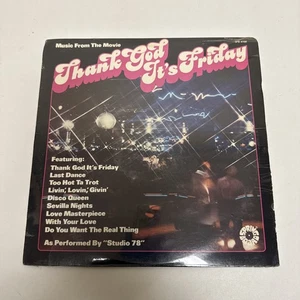 Music From The Movie
Thank God
It's Friday
Featuring:
Thank God It's Friday
Last Dance
Too Hot Ta Trot
Livin', Lovin', Givin'
Disco Queen
Sevilla Nights
Love Masterpiece
With Your Love
Do You Want The Real Thing
As Performed By "Studio 78"
SPRINGBOARD